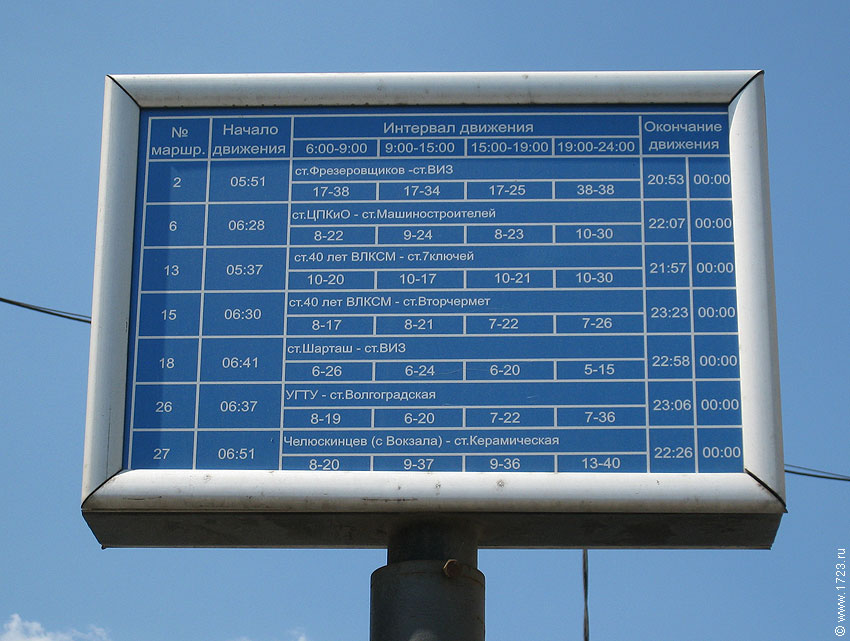 № маршр. Начало движения Интервал движения Окончание движения
6:00-9:00 9:00-15:00 15:00-19:00 19:00-24:00
2 05:51 ст.Фрезеровщиков -ст.ВИЗ 20:53 00:00
17-38 17-34 17-25 38-38
6 06:28 ст.ЦПКиО - ст.Машиностроителей 22:07 00:00
8-22 9-24 8-23 10-30
13 05:37 ст.40 лет ВЛКСМ - ст.7ключей 21:57 00:00
10-20 10-17 10-21 10-30
15 06:30 ст.40 лет ВЛКСМ - ст.Вторчермет 23:23 00:00
8-17 8-21 7-22 7-26
18 06:41 ст.Шарташ - ст.ВИЗ 22:58 00:00
6-26 6-24 6-20 5-15
26 06:37 УГТУ - ст.Волгоградская 23:06 00:00
8-19 6-20 7-22 7-36
27 06:51 Челюскинцев (с Вокзала) - ст.Керамическая 22:26 00:00
8-20 9-37 9-36 13-40
© www.1723.ru